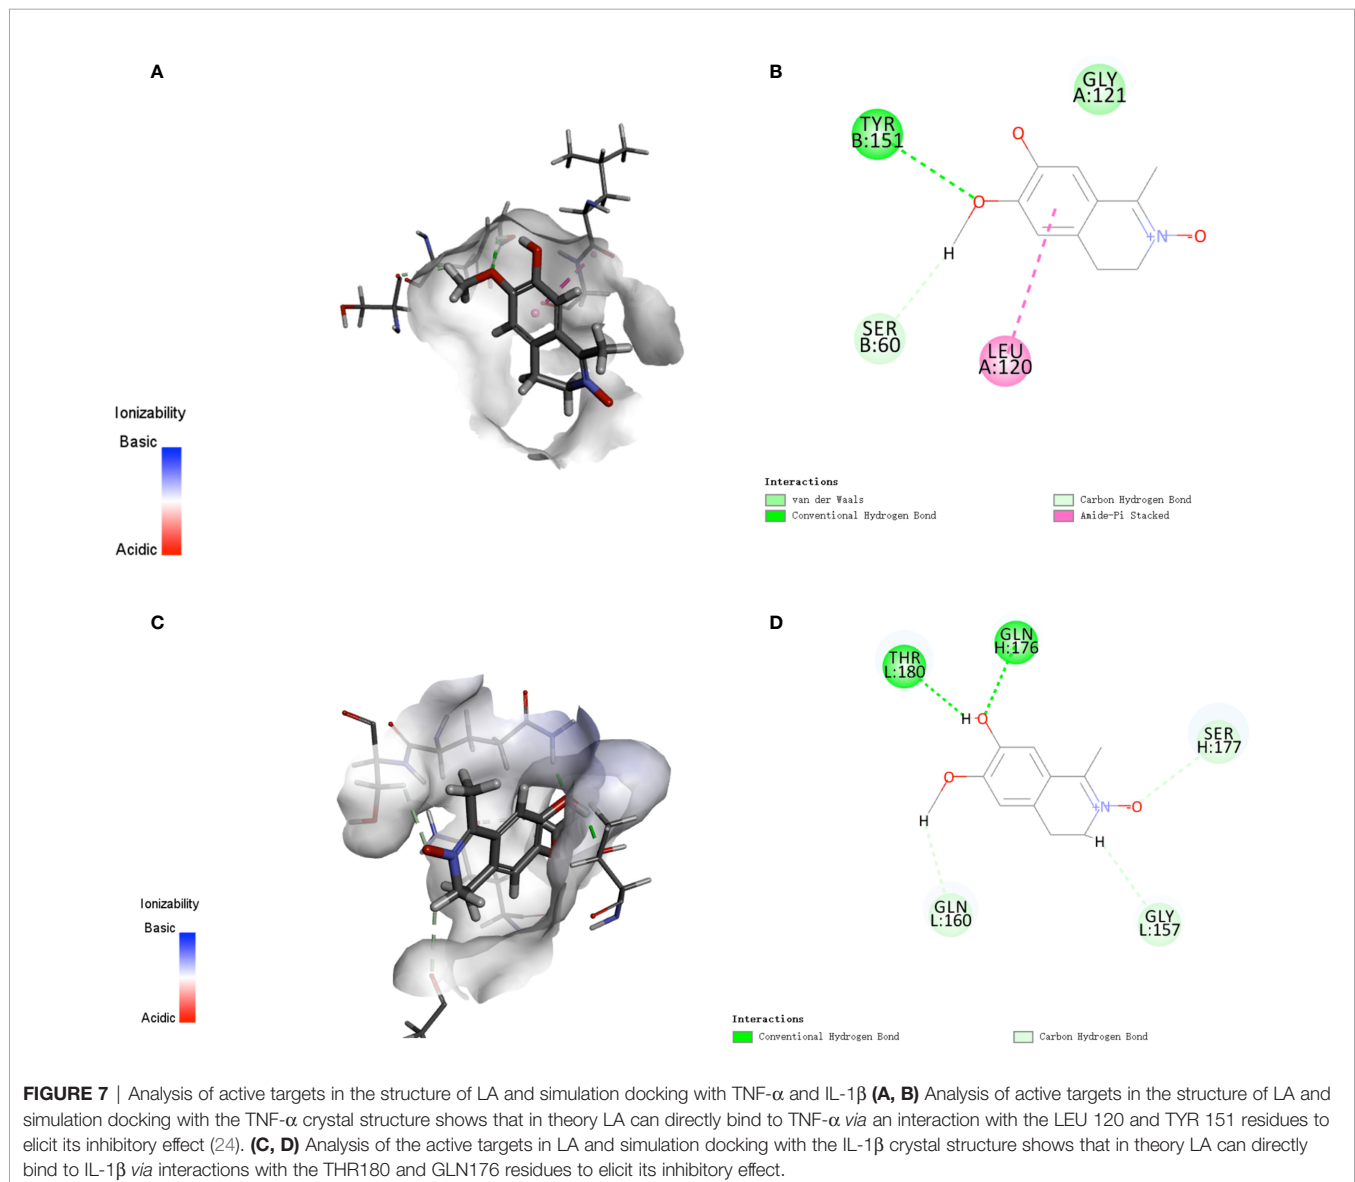 A
B
GLY
A:121
TYR
B:151
O
O
H
N
+
-O
SER
B:60
LEU
A:120
Ionizability
Basic
Acidic
Interactions
van der Waals
Carbon Hydrogen Bond
Conventional Hydrogen Bond
Amide-Pi Stacked
C
D
GLN
H:176
THR
L:180
H-O
SER
H:177
O
H
+N
-O
H
GLN
L:160
GLY
L:157
Ionizability
Basic
Acidic
Interactions
Conventional Hydrogen Bond
Carbon Hydrogen Bond
FIGURE 7 | Analysis of active targets in the structure of LA and simulation docking with TNF-α and IL-1β (A, B) Analysis of active targets in the structure of LA and
simulation docking with the TNF-α crystal structure shows that in theory LA can directly bind to TNF-α via an interaction with the LEU 120 and TYR 151 residues to
elicit its inhibitory effect (24). (C, D) Analysis of the active targets in LA and simulation docking with the IL-1β crystal structure shows that in theory LA can directly
bind to IL-1β via interactions with the THR180 and GLN176 residues to elicit its inhibitory effect.